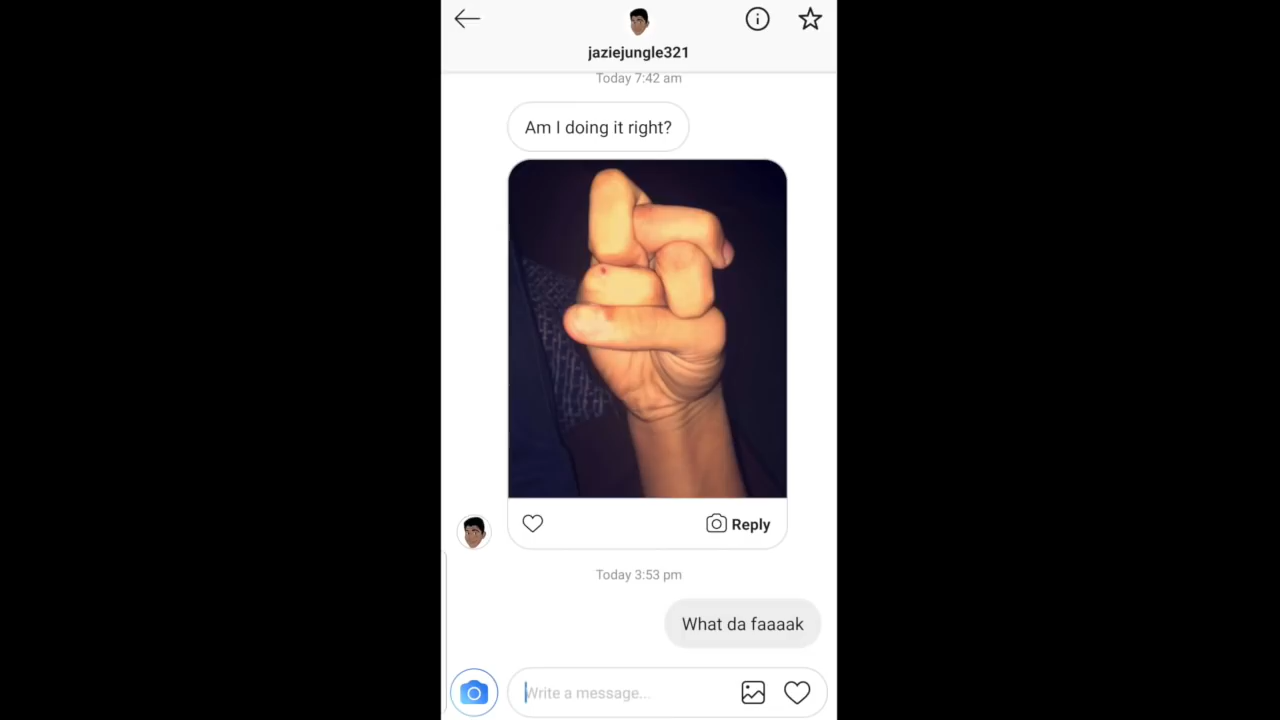 jaziejungle321
Today 7:42 am
Am I doing it right?
Reply
Today 3:53 pm
What da faaaak
Write a message...